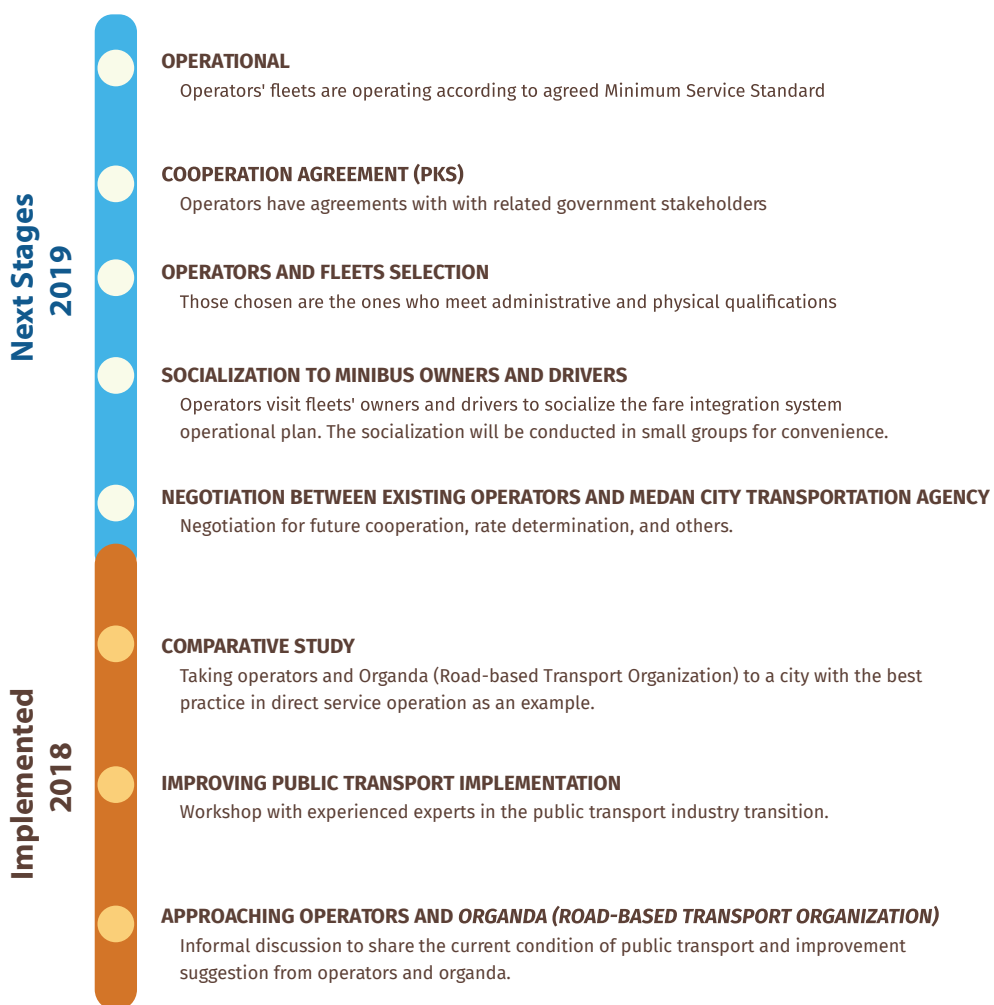 OPERATIONAL
Operators' fleets are operating according to agreed Minimum Service Standard
COOPERATION AGREEMENT (PKS)
Operators have agreements with with related government stakeholders
OPERATORS AND FLEETS SELECTION
Those chosen are the ones who meet administrative and physical qualifications
SOCIALIZATION TO MINIBUS OWNERS AND DRIVERS
Operators visit fleets' owners and drivers to socialize the fare integration system
operational plan. The socialization will be conducted in small groups for convenience.
NEGOTIATION BETWEEN EXISTING OPERATORS AND MEDAN CITY TRANSPORTATION AGENCY
Negotiation for future cooperation, rate determination, and others.
Next Stages
2019
COMPARATIVE STUDY
Taking operators and Organda (Road-based Transport Organization) to a city with the best
practice in direct service operation as an example.
IMPROVING PUBLIC TRANSPORT IMPLEMENTATION
Workshop with experienced experts in the public transport industry transition.
APPROACHING OPERATORS AND ORGANDA (ROAD-BASED TRANSPORT ORGANIZATION)
Informal discussion to share the current condition of public transport and improvement
suggestion from operators and organda.
Implemented
2018